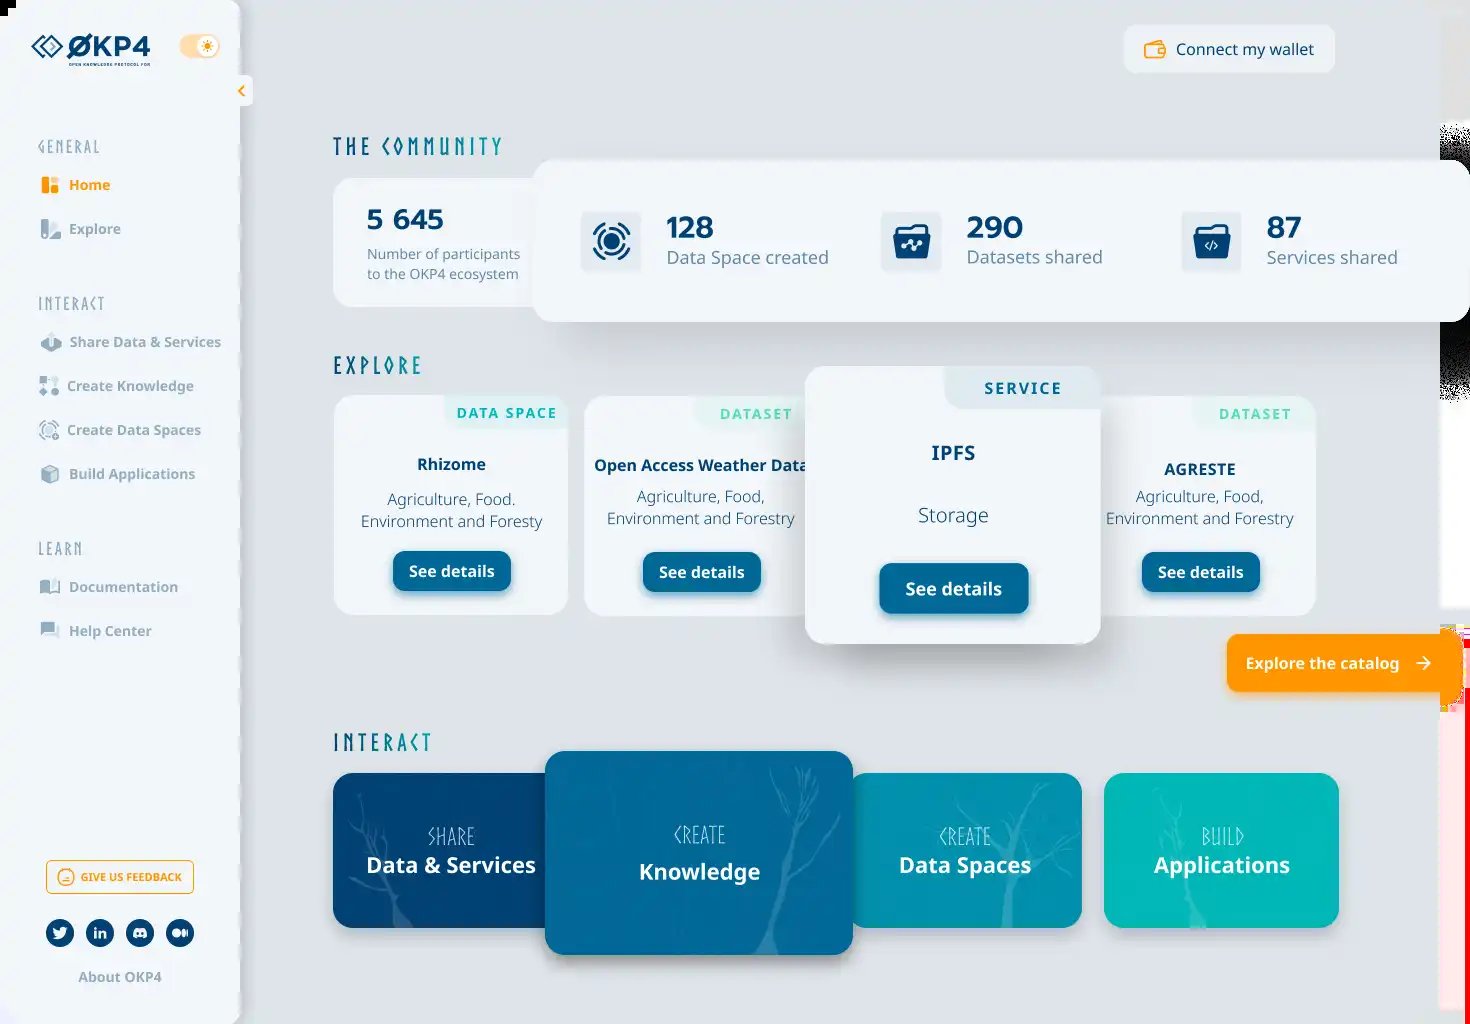 ØKP4
OPEN KNOWLEDGE PROTOCOL FOR
Connect my wallet
GENERAL
Home
Explore
INTERACT
Share Data & Services
Create Knowledge
Create Data Spaces
Build Applications
LEARN
Documentation
Help Center
GIVE US FEEDBACK
in
About OKP4
THE COMMUNITY
5 645
Number of participants
to the OKP4 ecosystem
128
Data Space created
290
Datasets shared
</>
87
Services shared
EXPLORE
DATA SPACE
Rhizome
Agriculture, Food.
Environment and Foresty
See details
DATASET
Open Access Weather Data
Agriculture, Food,
Environment and Forestry
See details
SERVICE
IPFS
Storage
See details
DATASET
AGRESTE
Agriculture, Food,
Environment and Forestry
See details
Explore the catalog
INTERACT
SHARE
Data & Services
CREATE
Knowledge
CREATE
Data Spaces
BUILD
Applications